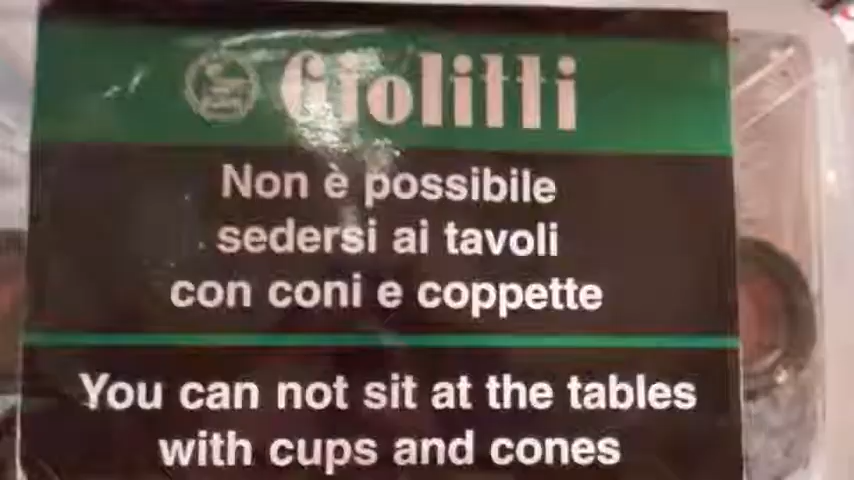 Giolitti
Non è possibile
sedersi ai tavoli
con coni e coppette
You can not sit at the tables
with cups and cones